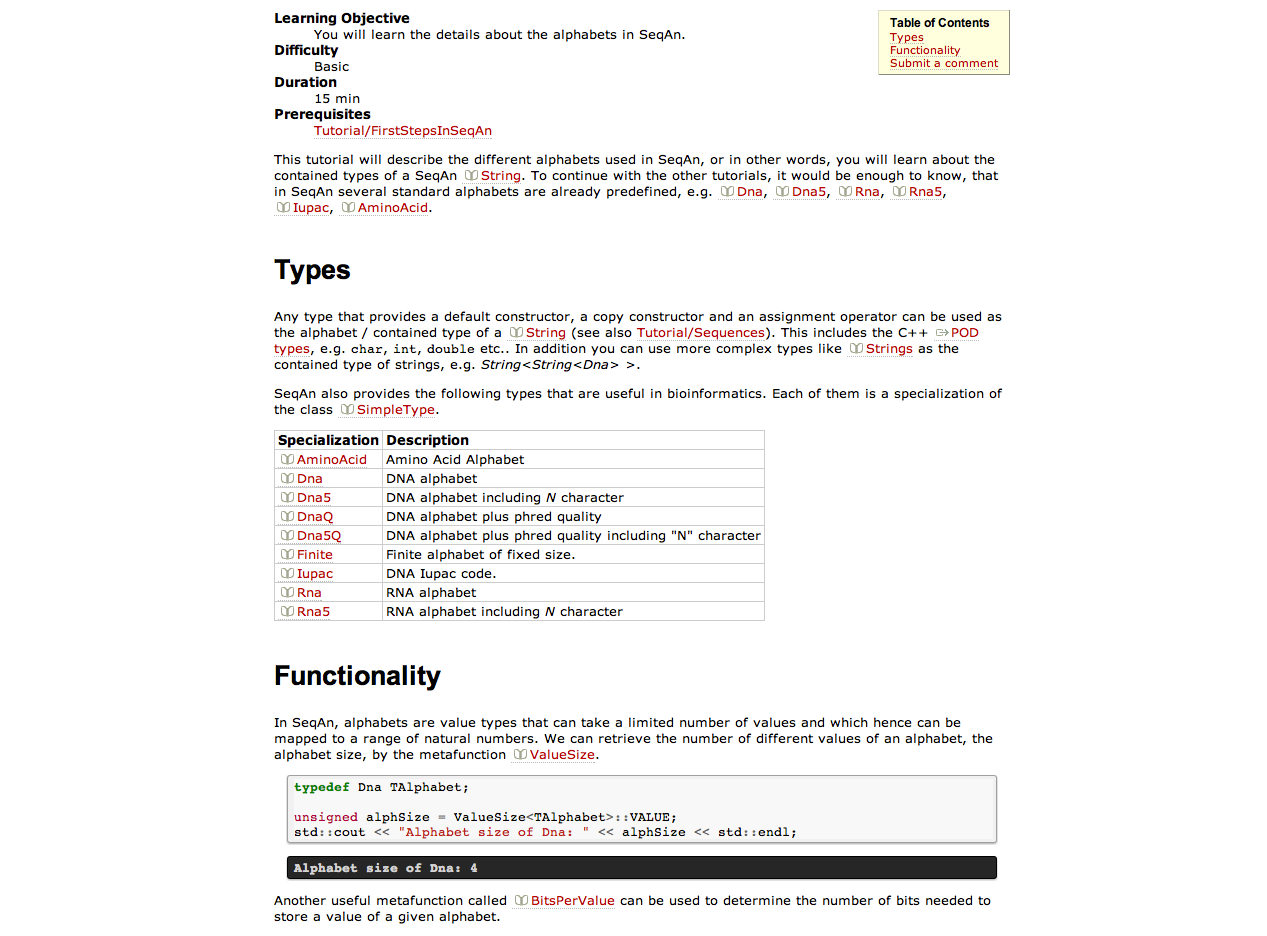 Learning Objective
You will learn the details about the alphabets in SeqAn.
Difficulty
Basic
Duration
15 min
Prerequisites
Tutorial/FirstStepsInSeqAn
Table of Contents
Types
Functionality
Submit a comment
This tutorial will describe the different alphabets used in SeqAn, or in other words, you will learn about the
contained types of a SeqAn String. To continue with the other tutorials, it would be enough to know, that
in SeqAn several standard alphabets are already predefined, e.g. Dna, Dna5, Rna, Rna5,
Iupac, AminoAcid.
Types
Any type that provides a default constructor, a copy constructor and an assignment operator can be used as
the alphabet / contained type of a String (see also Tutorial/Sequences). This includes the C++ POD
types, e.g. char, int, double etc.. In addition you can use more complex types like Strings as the
contained type of strings, e.g. String<String<Dna> >.
SeqAn also provides the following types that are useful in bioinformatics. Each of them is a specialization of
the class SimpleType.
Specialization Description
AminoAcid Amino Acid Alphabet
Dna DNA alphabet
Dna5 DNA alphabet including N character
DnaQ DNA alphabet plus phred quality
Dna5Q DNA alphabet plus phred quality including "N" character
Finite Finite alphabet of fixed size.
Iupac DNA Iupac code.
Rna RNA alphabet
Rna5 RNA alphabet including N character
Functionality
In SeqAn, alphabets are value types that can take a limited number of values and which hence can be
mapped to a range of natural numbers. We can retrieve the number of different values of an alphabet, the
alphabet size, by the metafunction ValueSize.
typedef Dna TAlphabet;
unsigned alphSize = ValueSize<TAlphabet>::VALUE;
std::cout << "Alphabet size of Dna: " << alphSize << std::endl;
Alphabet size of Dna: 4
Another useful metafunction called BitsPerValue can be used to determine the number of bits needed to
store a value of a given alphabet.